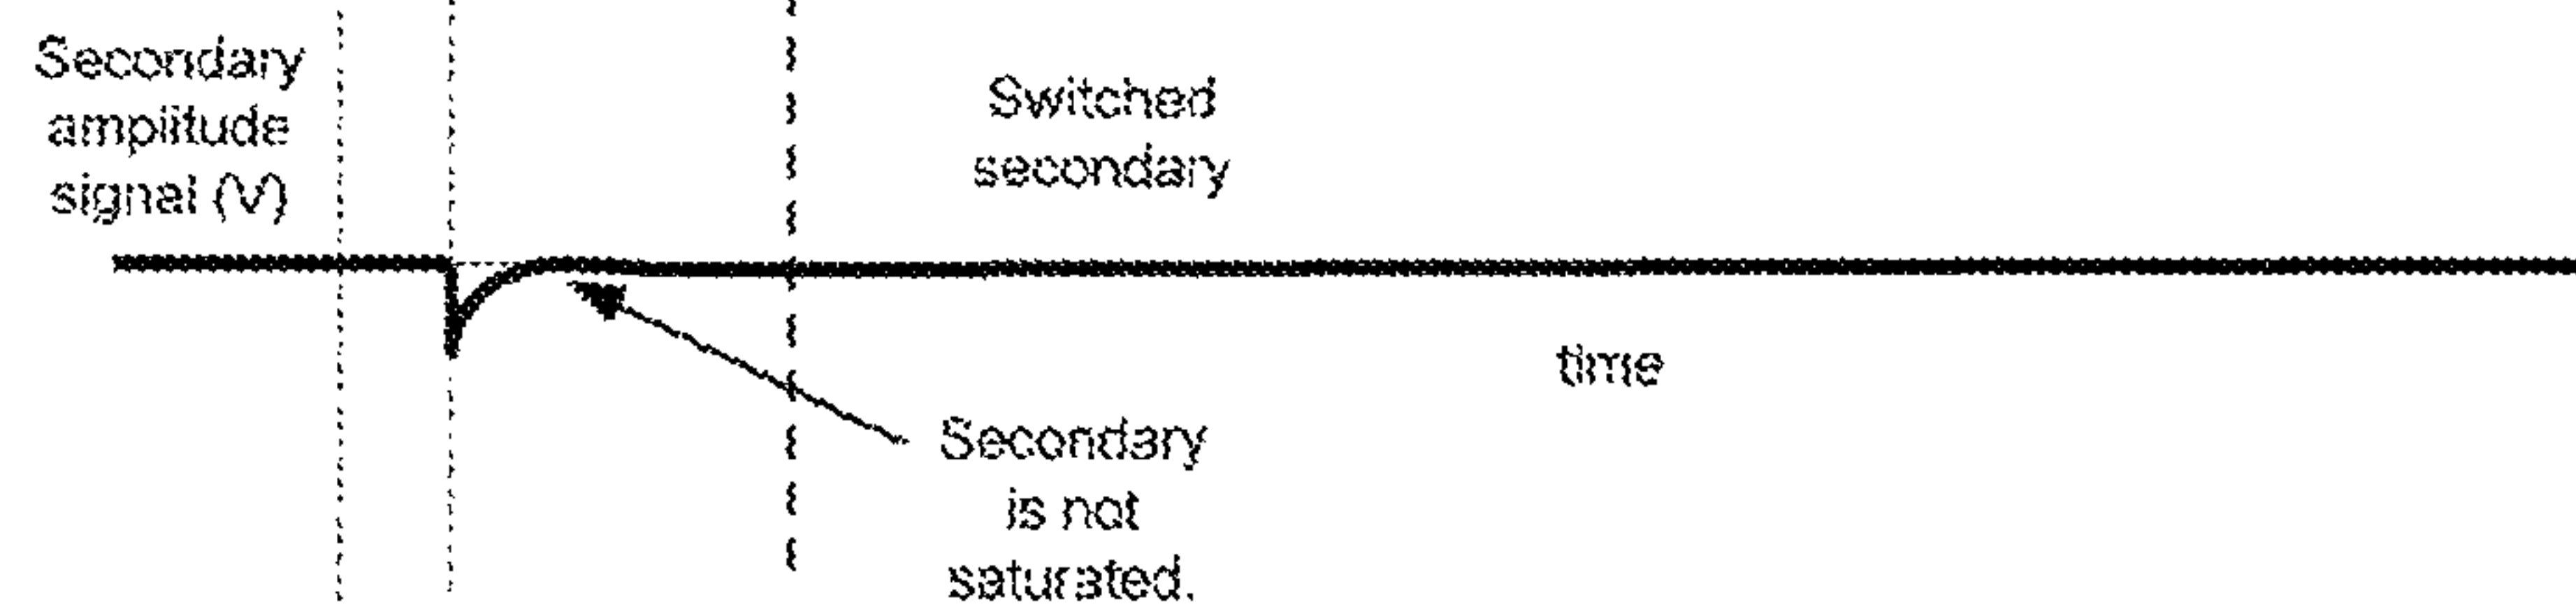 Secondary
amplitude
signal (V)
Switched
secondary
time
Secondary
is not
saturated.